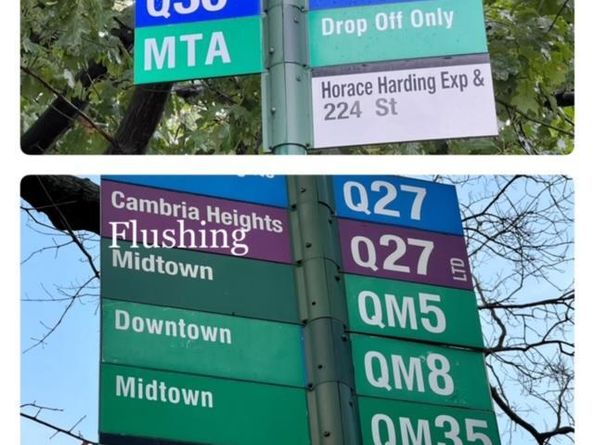 Q30
MTA
Drop Off Only
Horace Harding Exp &
224 St
Cambria Heights
Flushing
Midtown
Downtown
Midtown
Q27
Q27 LTD
QM5
QM8
QM35